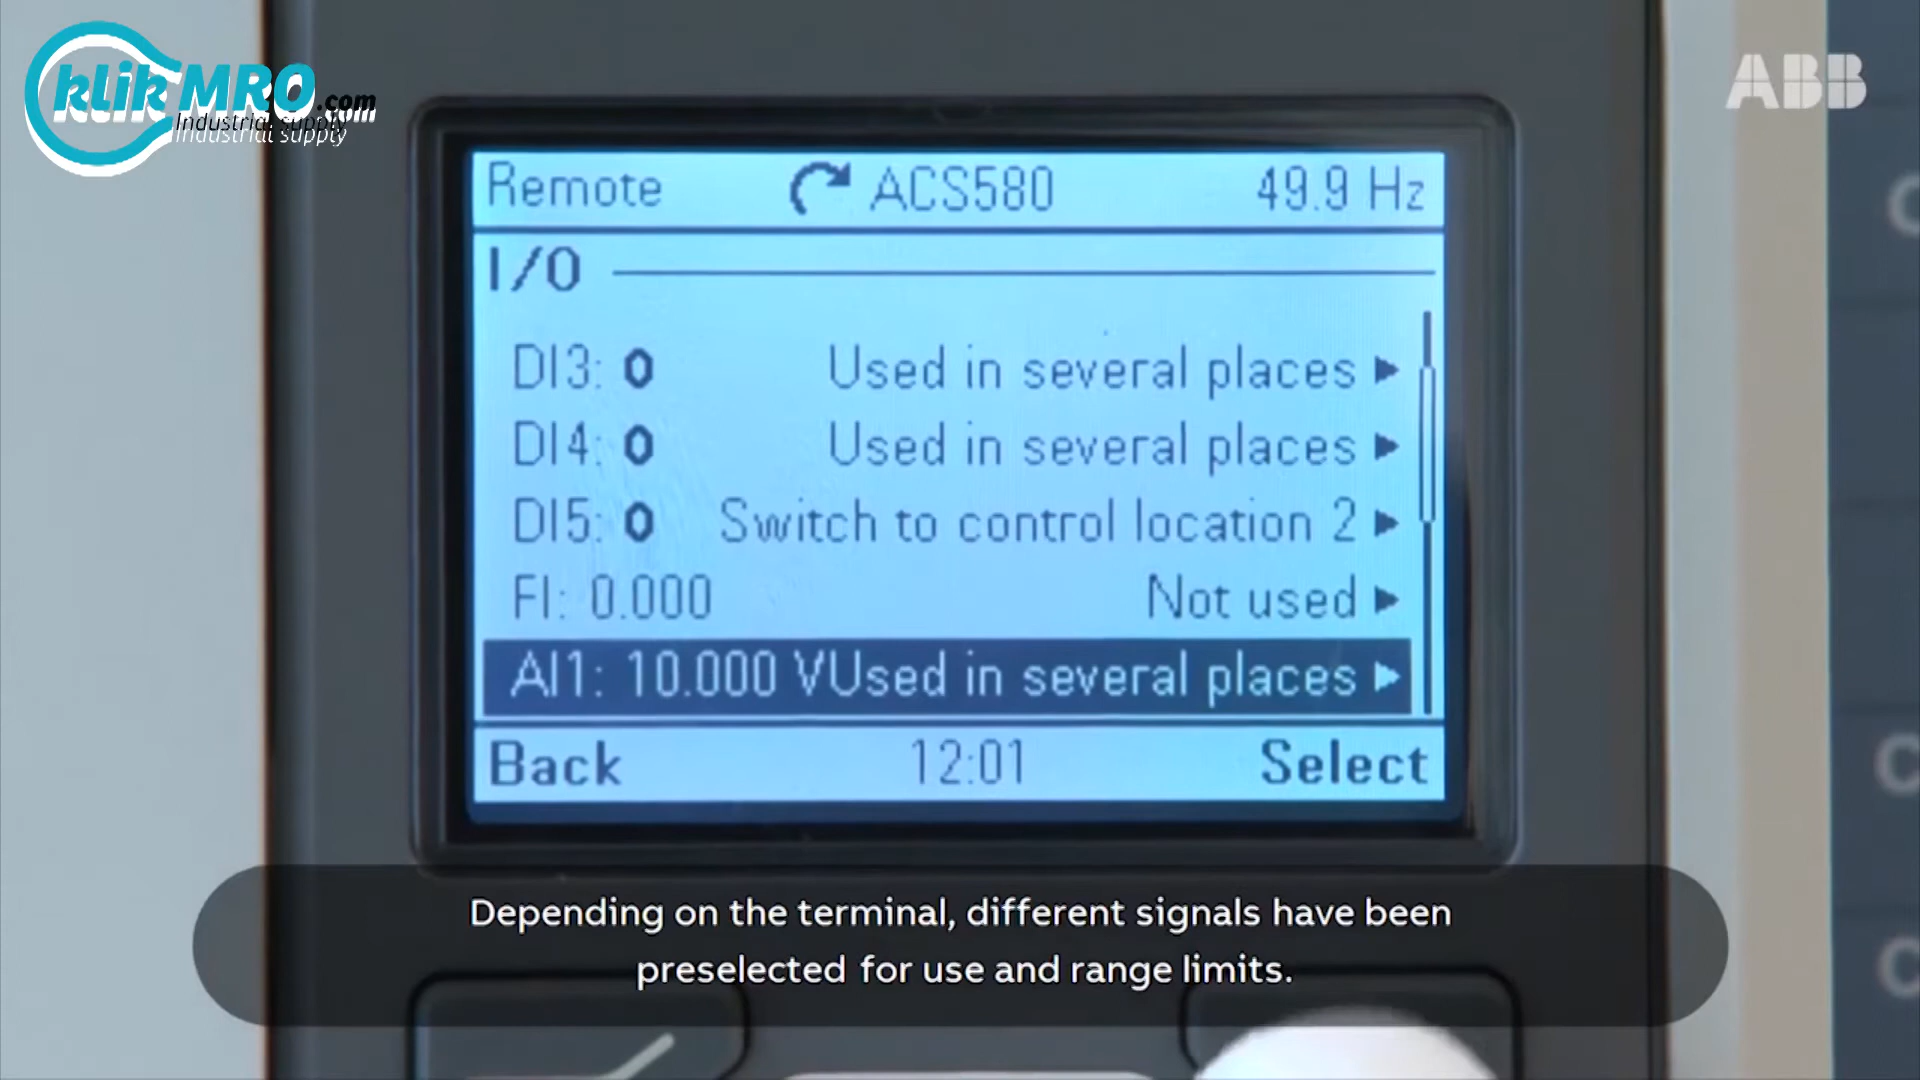 klikMRO.com
Industrial supply
ABB
Remote ACS580 49.9 Hz
I/O
DI3: 0 Used in several places
DI4: 0 Used in several places
DI5: 0 Switch to control location 2
FI: 0.000 Not used
AI1: 10.000 VUsed in several places
Back 12:01 Select
Depending on the terminal, different signals have been
preselected for use and range limits.